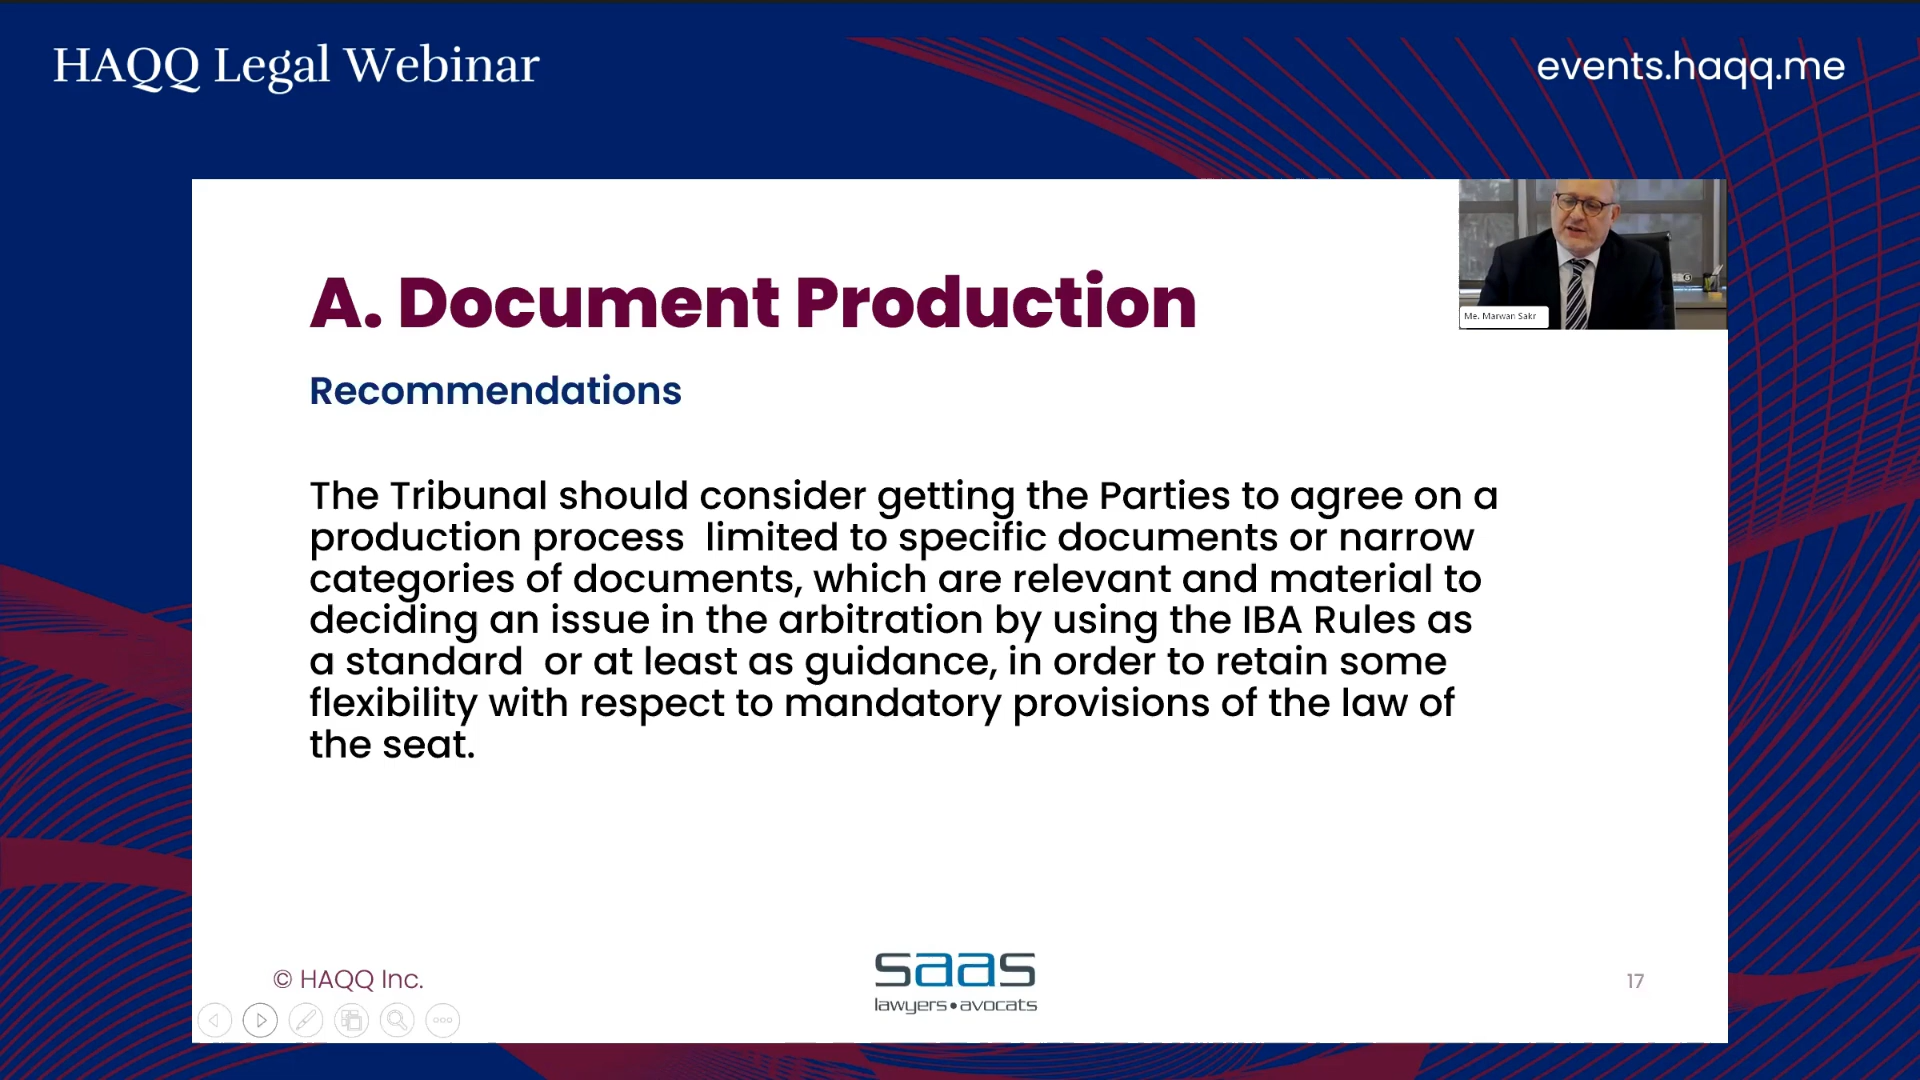 HAQQ Legal Webinar
events.haqq.me
A. Document Production
Me. Marwan Sakr
Recommendations
The Tribunal should consider getting the Parties to agree on a
production process  limited to specific documents or narrow
categories of documents, which are relevant and material to
deciding an issue in the arbitration by using the IBA Rules as
a standard  or at least as guidance, in order to retain some
flexibility with respect to mandatory provisions of the law of
the seat.
© HAQQ Inc.
saas
lawyers•avocats
17